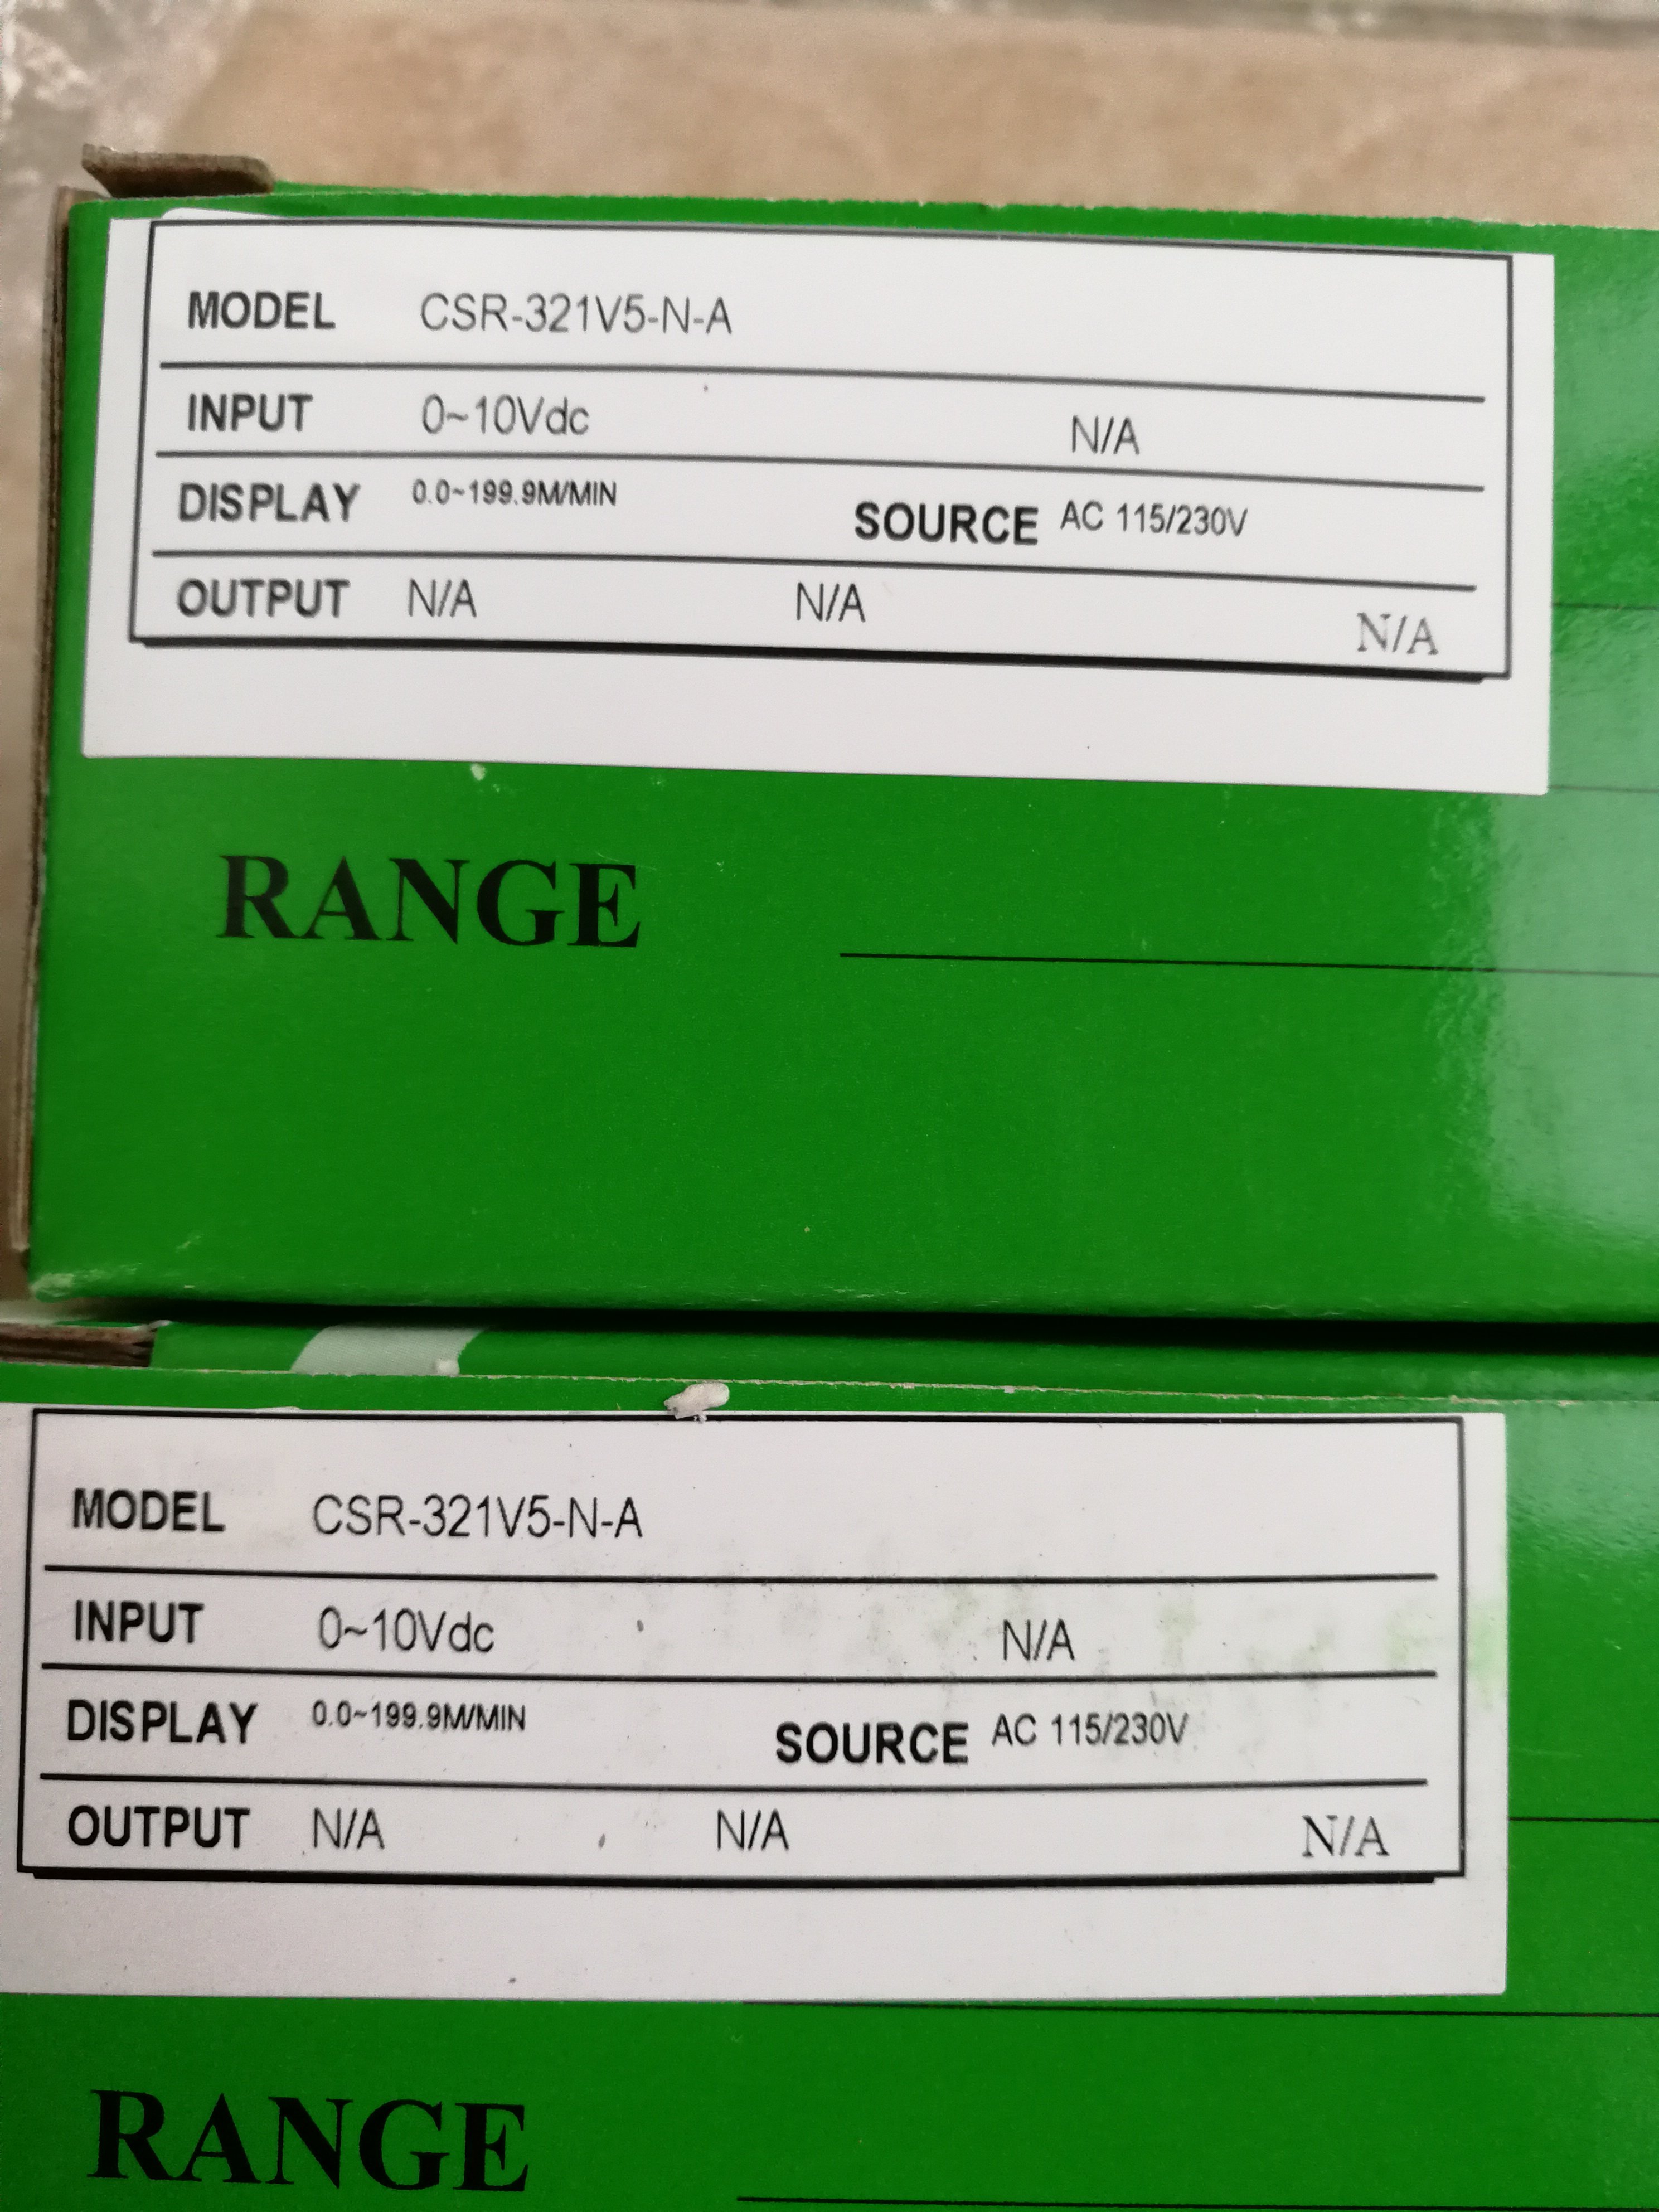 MODEL CSR-321V5-N-A
INPUT 0~10Vdc N/A
DISPLAY 0.0~199.9M/MIN SOURCE AC 115/230V
OUTPUT N/A N/A N/A
RANGE
MODEL CSR-321V5-N-A
INPUT 0~10Vdc N/A
DISPLAY 0.0~199.9M/MIN SOURCE AC 115/230V
OUTPUT N/A N/A N/A
RANGE